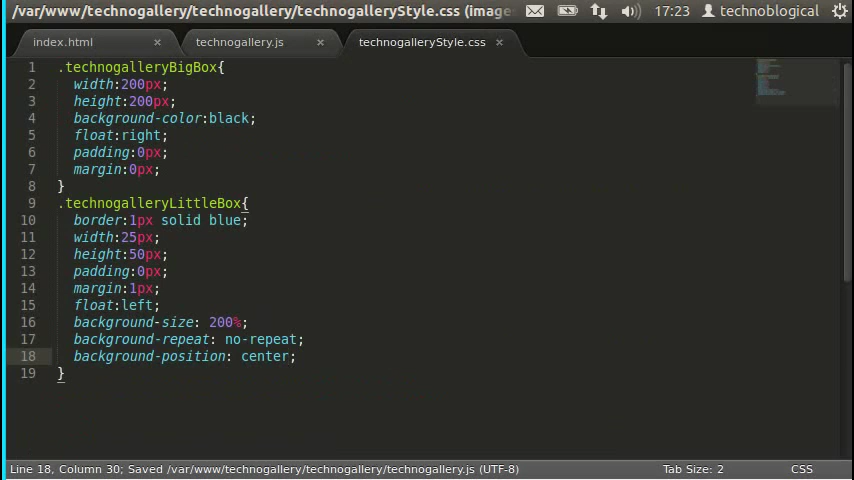 /var/www/technogallery/technogallery/technogalleryStyle.css (image 17:23 technoblogical
index.html × technogallery.js × technogalleryStyle.css ×
1 .technogalleryBigBox{
2 width:200px;
3 height:200px;
4 background-color:black;
5 float:right;
6 padding:0px;
7 margin:0px;
8 }
9 .technogalleryLittleBox{
10 border:1px solid blue;
11 width:25px;
12 height:50px;
13 padding:0px;
14 margin:1px;
15 float:left;
16 background-size: 200%;
17 background-repeat: no-repeat;
18 background-position: center;
19 }
Line 18, Column 30; Saved /var/www/technogallery/technogallery/technogallery.js (UTF-8) Tab Size: 2 CSS